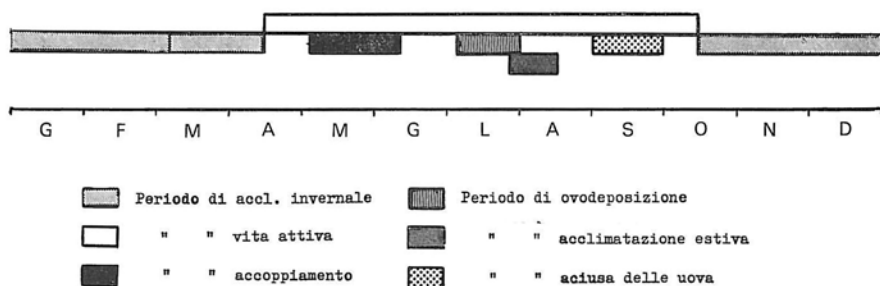 G F M A M G L A S O N D
Periodo di accl. invernale Periodo di ovodeposizione
" " vita attiva " " acclimatazione estiva
" " accoppiamento " " aciusa delle uova